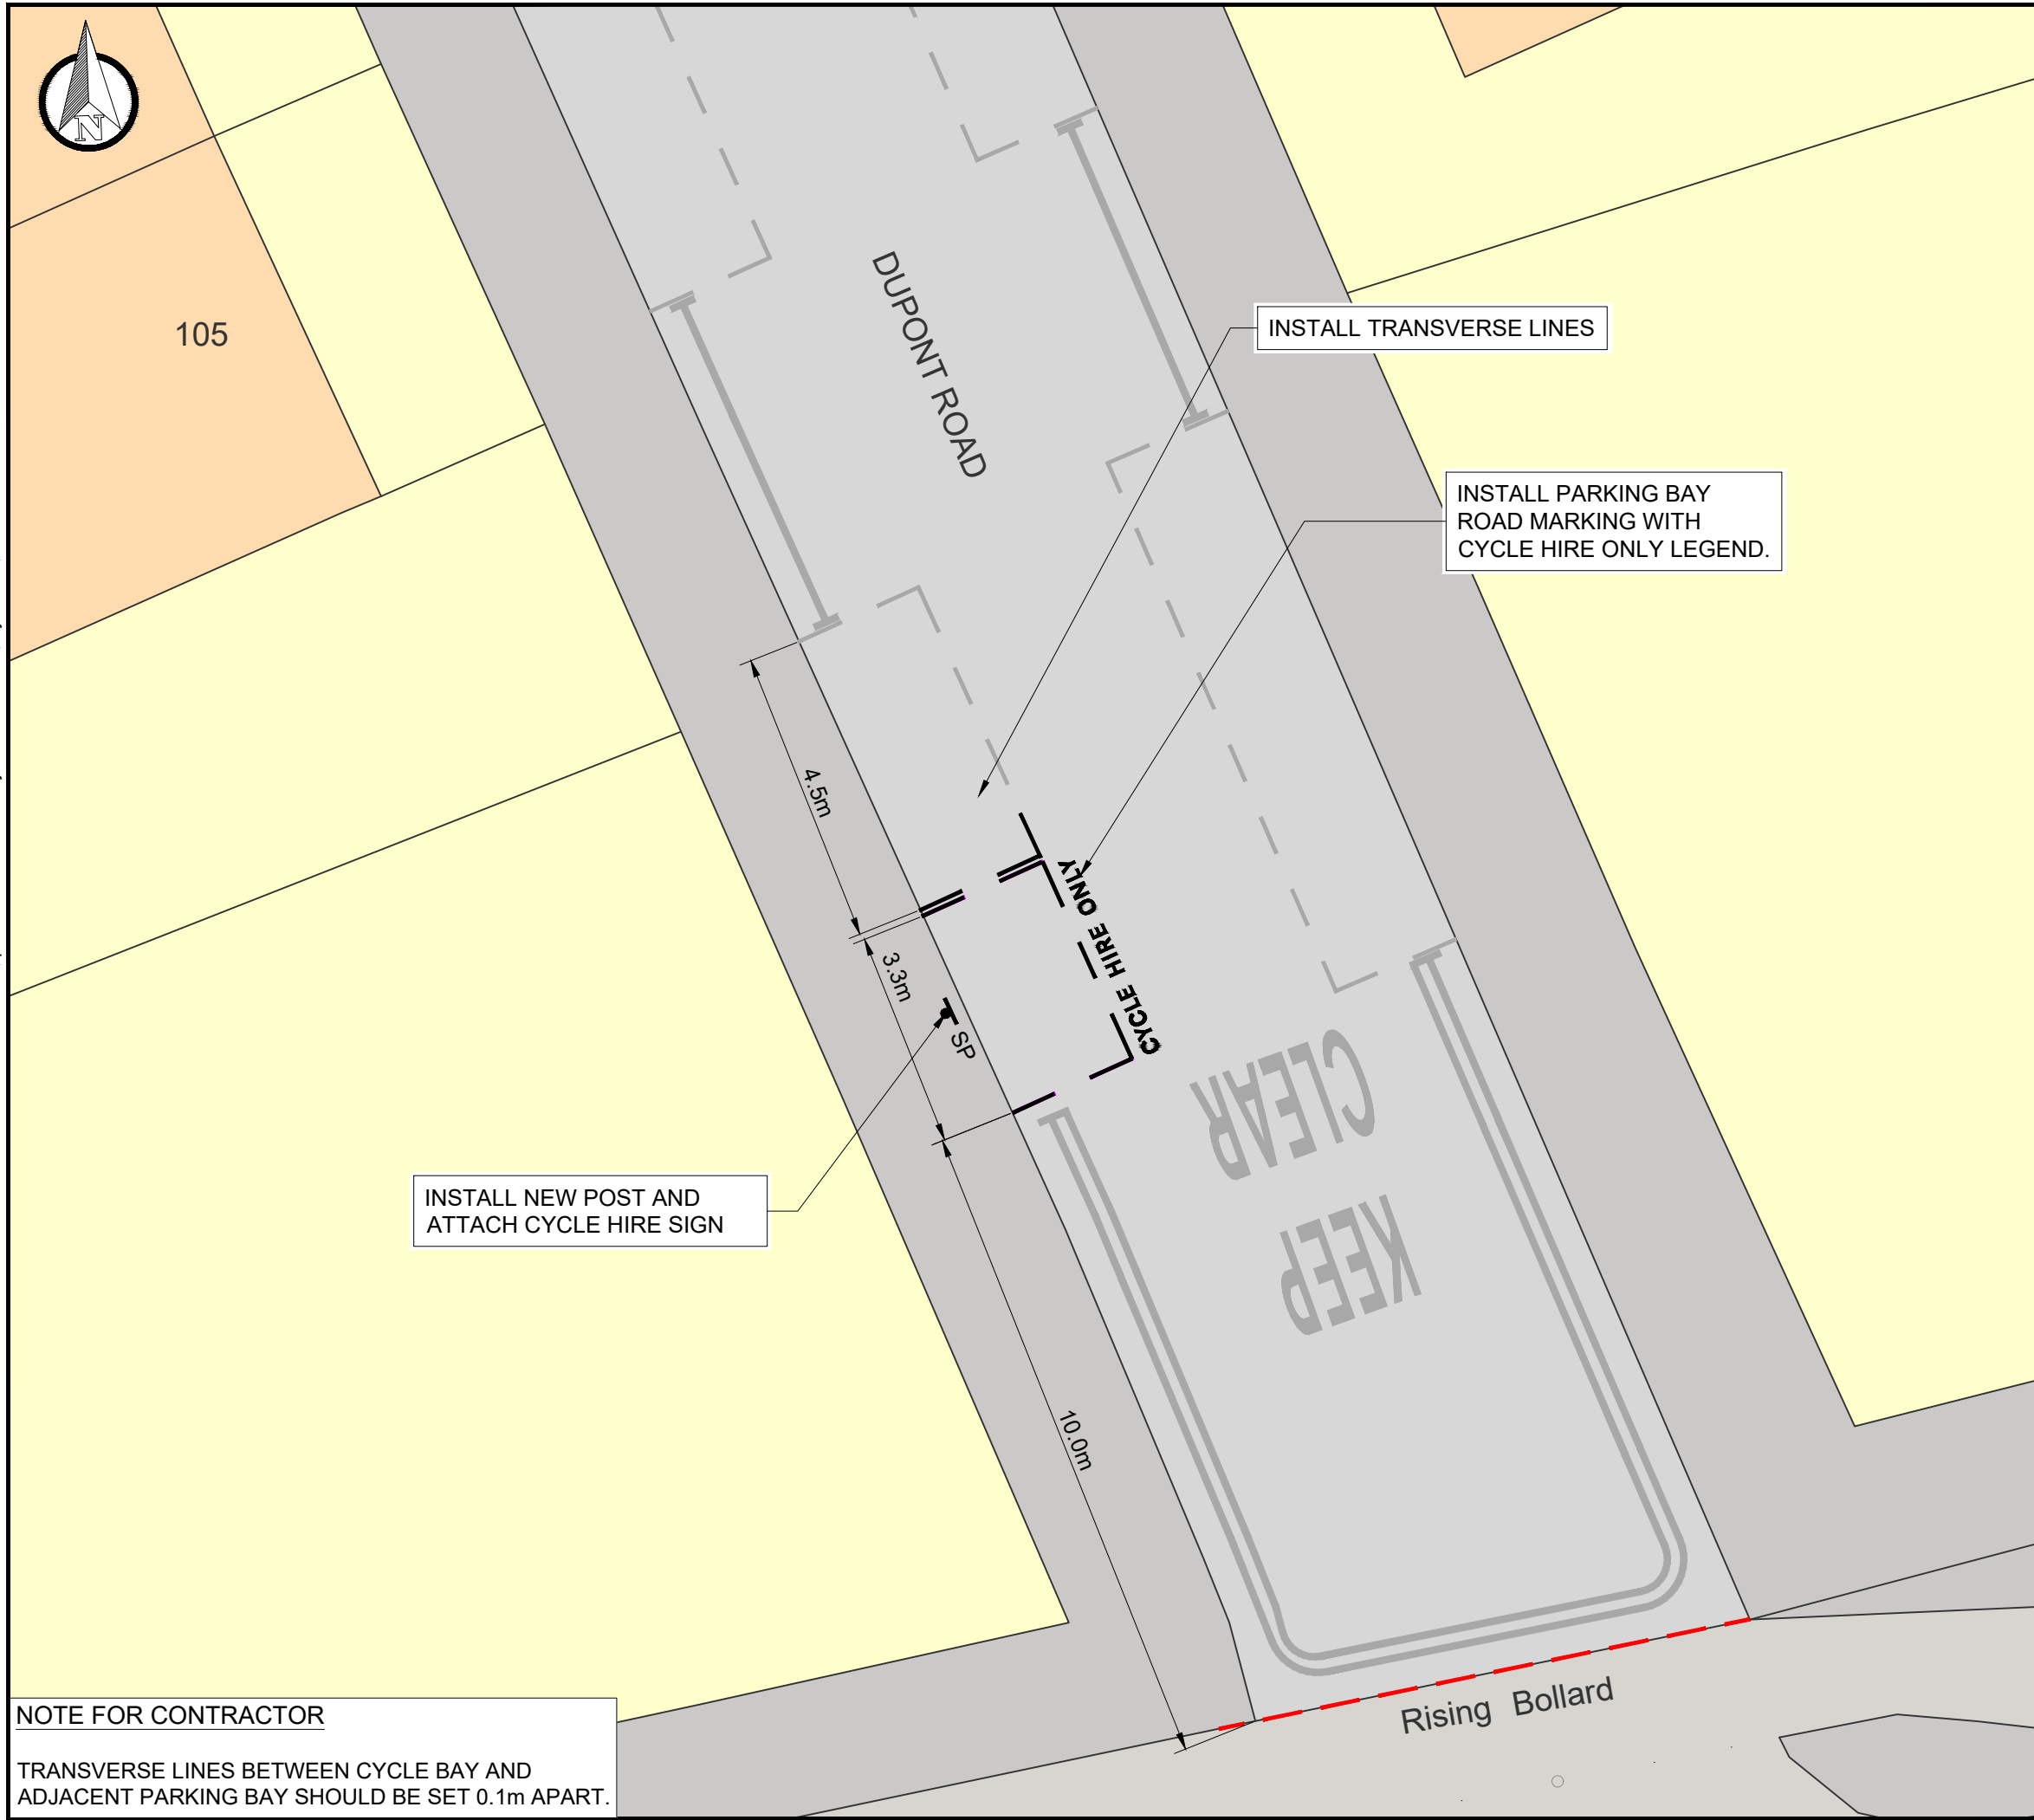 N
105
DUPONT ROAD
INSTALL TRANSVERSE LINES
INSTALL PARKING BAY
ROAD MARKING WITH
CYCLE HIRE ONLY LEGEND.
4.5m
CYCLE HIRE ONLY
3.3m
SP
CLEAR
KEEP
INSTALL NEW POST AND
ATTACH CYCLE HIRE SIGN
10.0m
Rising Bollard
NOTE FOR CONTRACTOR
TRANSVERSE LINES BETWEEN CYCLE BAY AND
ADJACENT PARKING BAY SHOULD BE SET 0.1m APART.